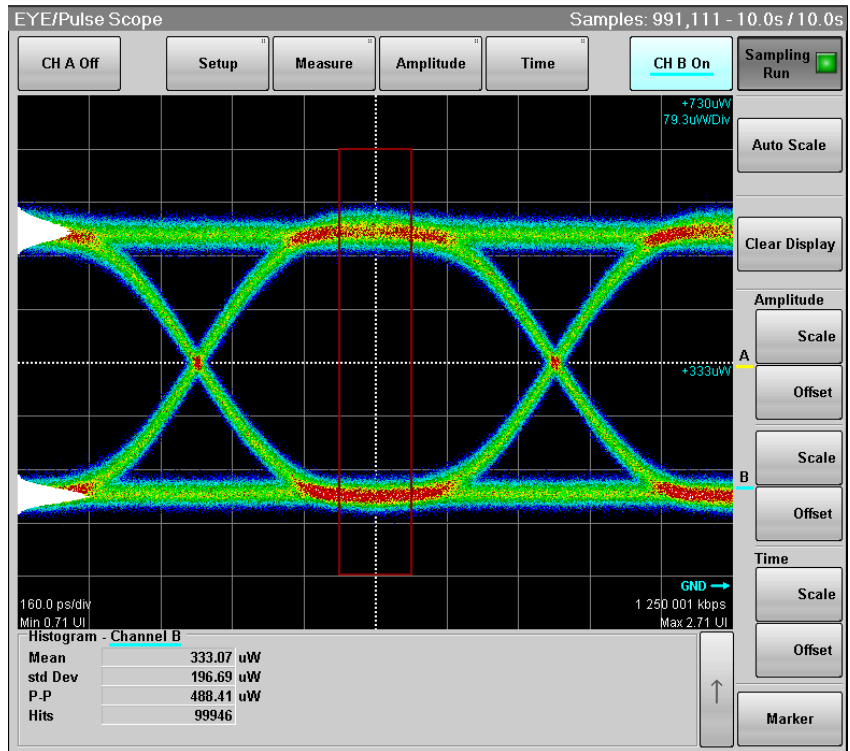 EYE/Pulse Scope
Samples: 991,111 - 10.0s / 10.0s
CH A Off
Setup
Measure
Amplitude
Time
CH B On
Sampling
Run
+730uW
79.3uW/Div
Auto Scale
Clear Display
Amplitude
Scale
A
+333uW
Offset
Scale
B
Offset
Time
GND
Scale
160.0 ps/div
1 250 001 kbps
Min 0.71 UI
Max 2.71 UI
Histogram - Channel B
Mean 333.07 uW
std Dev 196.69 uW
P-P 488.41 uW
Hits 99946
Offset
Marker